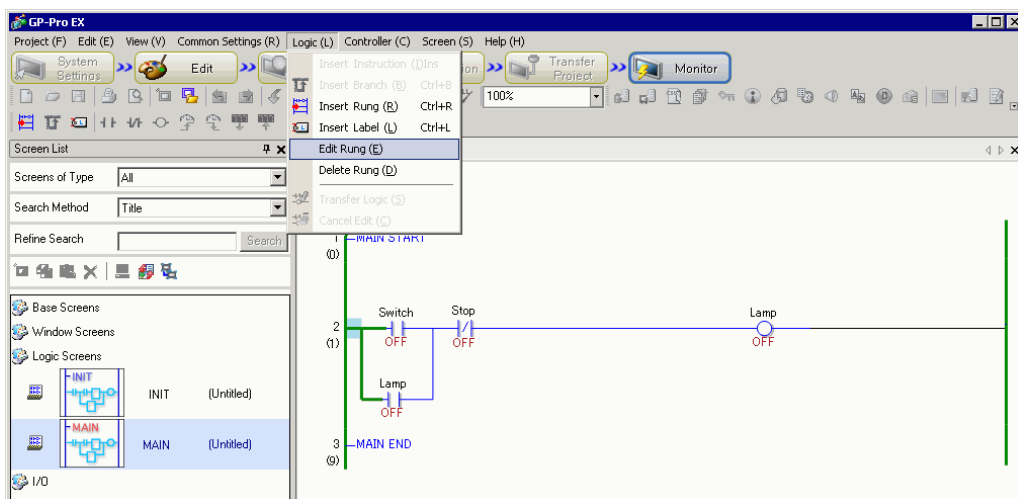 GP-Pro EX
Project (F) Edit (E) View (V) Common Settings (R) Logic (L) Controller (C) Screen (S) Help (H)
System Settings Edit Transfer Project Monitor
Insert Instruction (I)Ins
Insert Branch (B) Ctrl+B
100%
Insert Rung (R) Ctrl+R
Insert Label (L) Ctrl+L
Screen List
Edit Rung (E)
Delete Rung (D)
Screens of Type All
Transfer Logic (S)
Search Method Title
Cancel Edit (C)
Refine Search Search
1 MAIN START
(0)
Base Screens
Window Screens
Logic Screens
INIT
INIT (Untitled)
MAIN
MAIN (Untitled)
I/O
Switch Stop Lamp
2
(1) OFF OFF OFF
Lamp
OFF
3 MAIN END
(9)